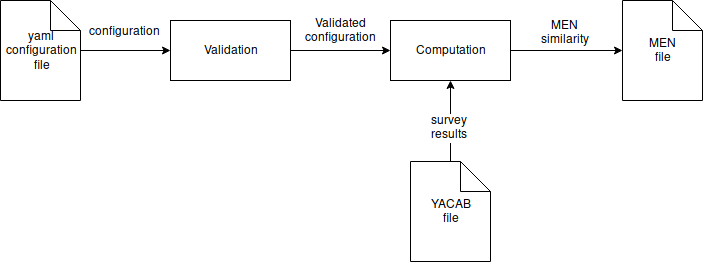 yaml
configuration
file
configuration
Validation
Validated
configuration
Computation
MEN
similarity
MEN
file
survey
results
YACAB
file